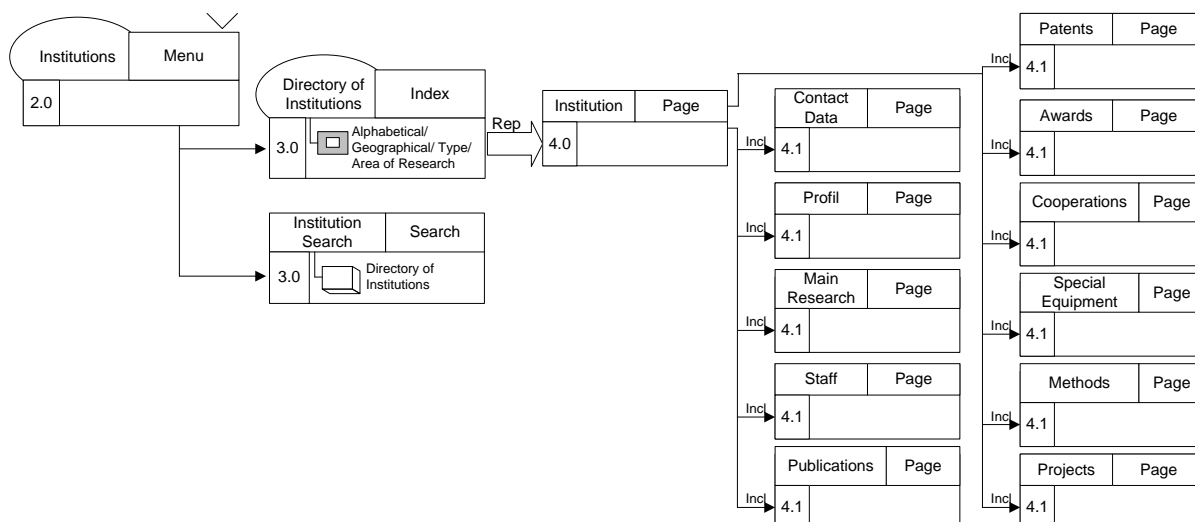 Institutions
Menu
2.0
Directory of
Institutions
Index
3.0
Alphabetical/
Geographical/ Type/
Area of Research
Rep
Institution
Search
Search
3.0
Directory of
Institutions
Institution
Page
4.0
Incl
Contact
Data
Page
4.1
Incl
Profil
Page
4.1
Incl
Main
Research
Page
4.1
Incl
Staff
Page
4.1
Incl
Publications
Page
4.1
Incl
Patents
Page
4.1
Incl
Awards
Page
4.1
Incl
Cooperations
Page
4.1
Incl
Special
Equipment
Page
4.1
Incl
Methods
Page
4.1
Incl
Projects
Page
4.1